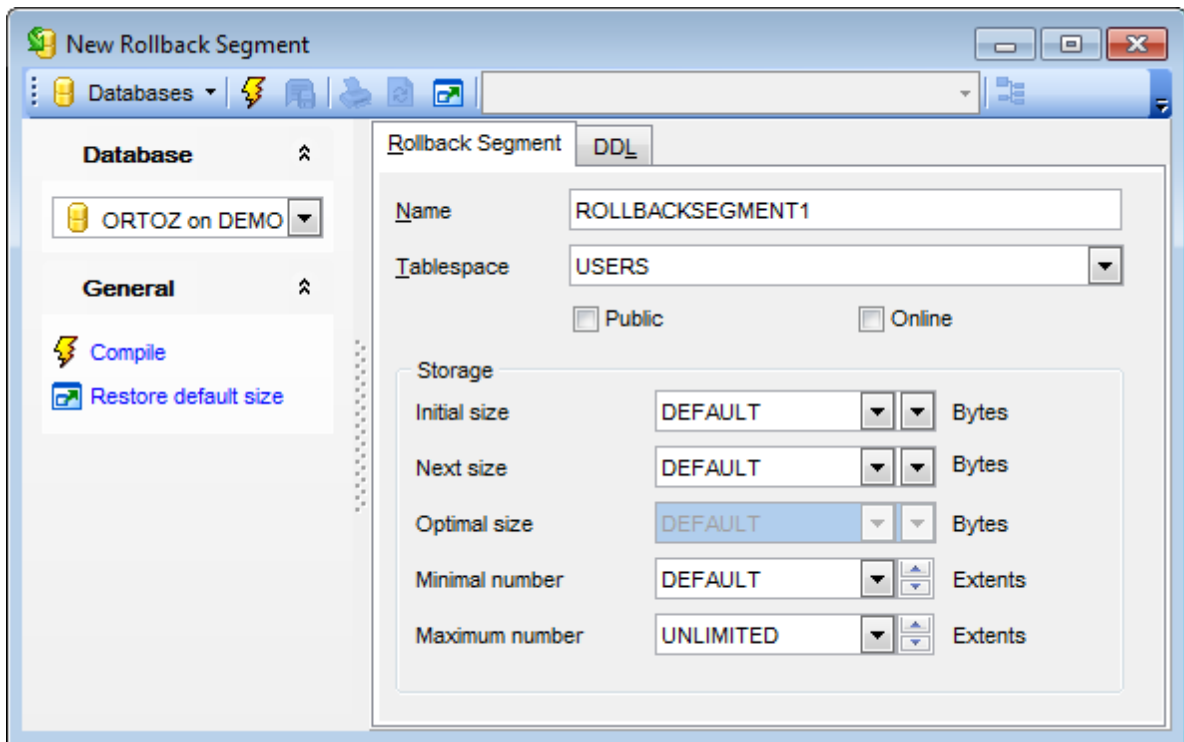 New Rollback Segment
Databases
Database
ORTOZ on DEMO
General
Compile
Restore default size
Rollback Segment DDL
Name ROLLBACKSEGMENT1
Tablespace USERS
Public Online
Storage
Initial size DEFAULT Bytes
Next size DEFAULT Bytes
Optimal size DEFAULT Bytes
Minimal number DEFAULT Extents
Maximum number UNLIMITED Extents